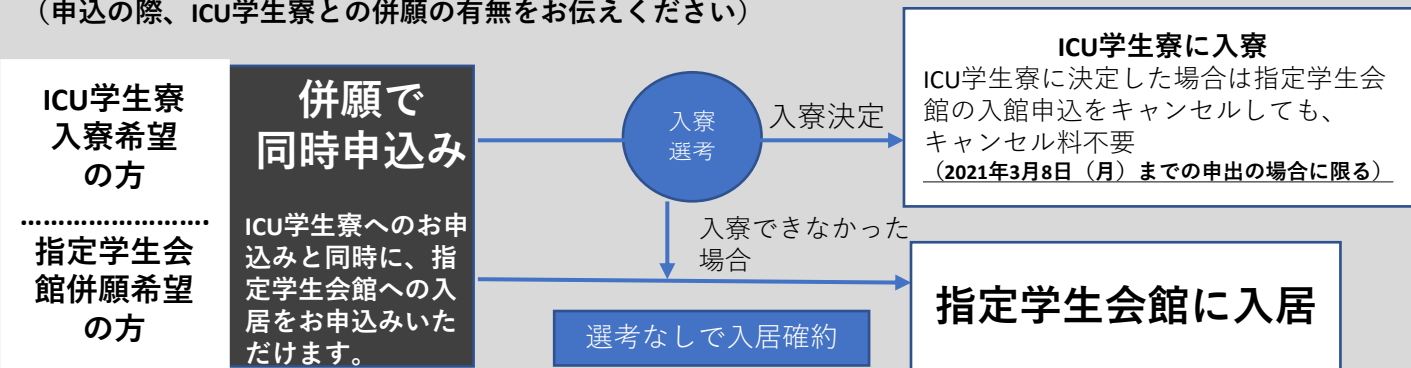 （申込の際、ICU学生寮との併願の有無をお伝えください）
ICU学生寮
入寮希望
の方
……………………….
指定学生会
館併願希望
の方
併願で
同時申込み
ICU学生寮へのお申
込みと同時に、指
定学生会館への入
居をお申込みいた
だけます。
入寮
選考
入寮決定
ICU学生寮に入寮
ICU学生寮に決定した場合は指定学生会
館の入館申込をキャンセルしても、
キャンセル料不要
（2021年3月8日（月）までの申出の場合に限る）
入寮できなかった
場合
選考なしで入居確約
指定学生会館に入居